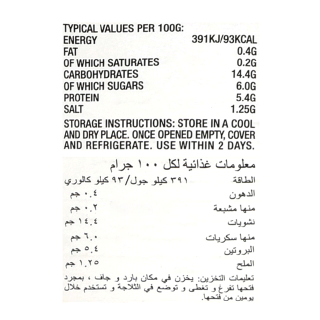 TYPICAL VALUES PER 100G:
ENERGY 391KJ/93KCAL
FAT 0.4G
OF WHICH SATURATES 0.2G
CARBOHYDRATES 14.4G
OF WHICH SUGARS 6.0G
PROTEIN 5.4G
SALT 1.25G
STORAGE INSTRUCTIONS: STORE IN A COOL
AND DRY PLACE. ONCE OPENED EMPTY, COVER
AND REFRIGERATE. USE WITHIN 2 DAYS.
معلومات غذائية لكل ١٠٠ جرام
الطاقة ٣٩١ كيلو جول/٩٣ كيلو كالوري
الدهون ٠.٤ جم
منها مشبعة ٠.٢ جم
نشويات ١٤.٤ جم
منها سكريات ٦.٠ جم
البروتين ٥.٤ جم
الملح ١.٢٥ جم
تعليمات التخزين: يخزن في مكان بارد و جاف ، بمجرد
فتحها تفرغ و تغطى و توضع في الثلاجة و تستخدم خلال
يومين من فتحها.